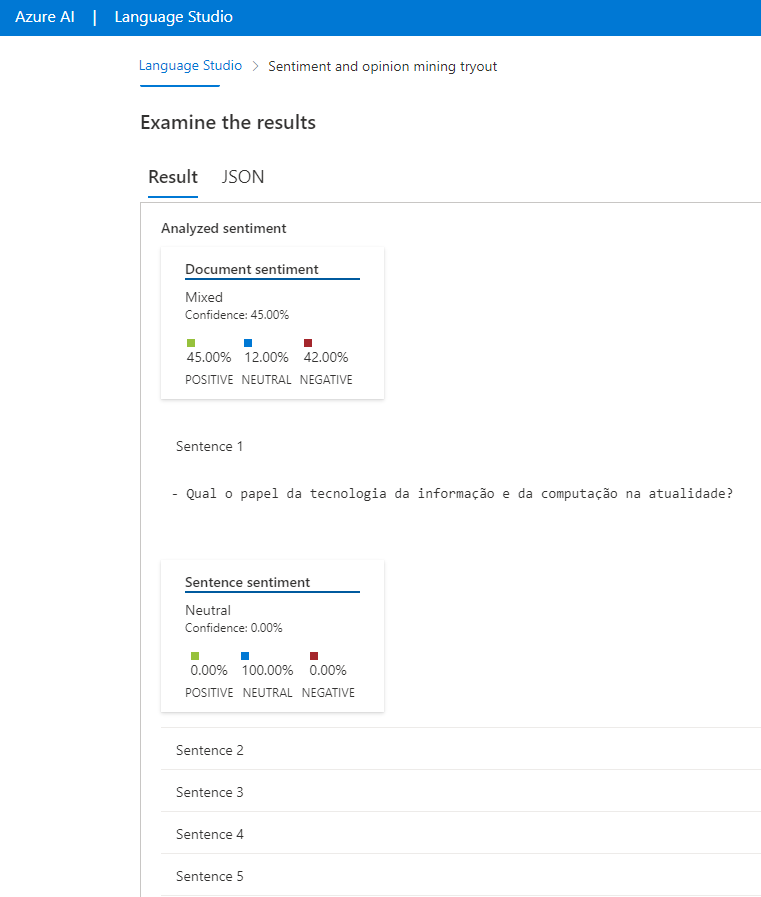 Azure AI | Language Studio
Language Studio > Sentiment and opinion mining tryout
Examine the results
Result JSON
Analyzed sentiment
Document sentiment
Mixed
Confidence: 45.00%
45.00% 12.00% 42.00%
POSITIVE NEUTRAL NEGATIVE
Sentence 1
- Qual o papel da tecnologia da informação e da computação na atualidade?
Sentence sentiment
Neutral
Confidence: 0.00%
0.00% 100.00% 0.00%
POSITIVE NEUTRAL NEGATIVE
Sentence 2
Sentence 3
Sentence 4
Sentence 5